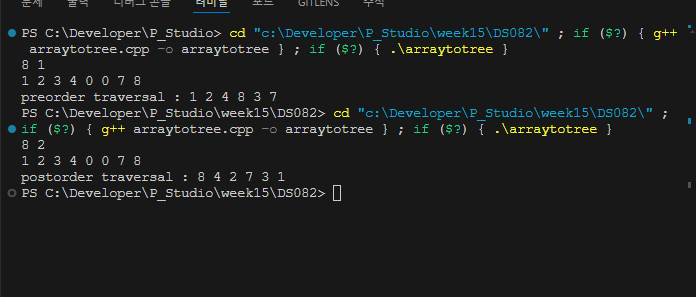 문제 출력 디버그 콘솔 터미널 포트 GITLENS 주석
PS C:\Developer\P_Studio> cd "c:\Developer\P_Studio\week15\DS082\" ; if ($?) { g++
 arraytotree.cpp -o arraytotree } ; if ($?) { .\arraytotree }
8 1
1 2 3 4 0 0 7 8
preorder traversal : 1 2 4 8 3 7
PS C:\Developer\P_Studio\week15\DS082> cd "c:\Developer\P_Studio\week15\DS082\" ;
if ($?) { g++ arraytotree.cpp -o arraytotree } ; if ($?) { .\arraytotree }
8 2
1 2 3 4 0 0 7 8
postorder traversal : 8 4 2 7 3 1
PS C:\Developer\P_Studio\week15\DS082>